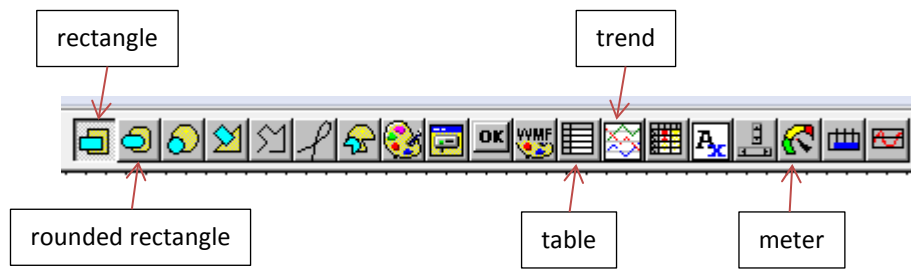 rectangle
trend
OK
WMF
A
x
rounded rectangle
table
meter